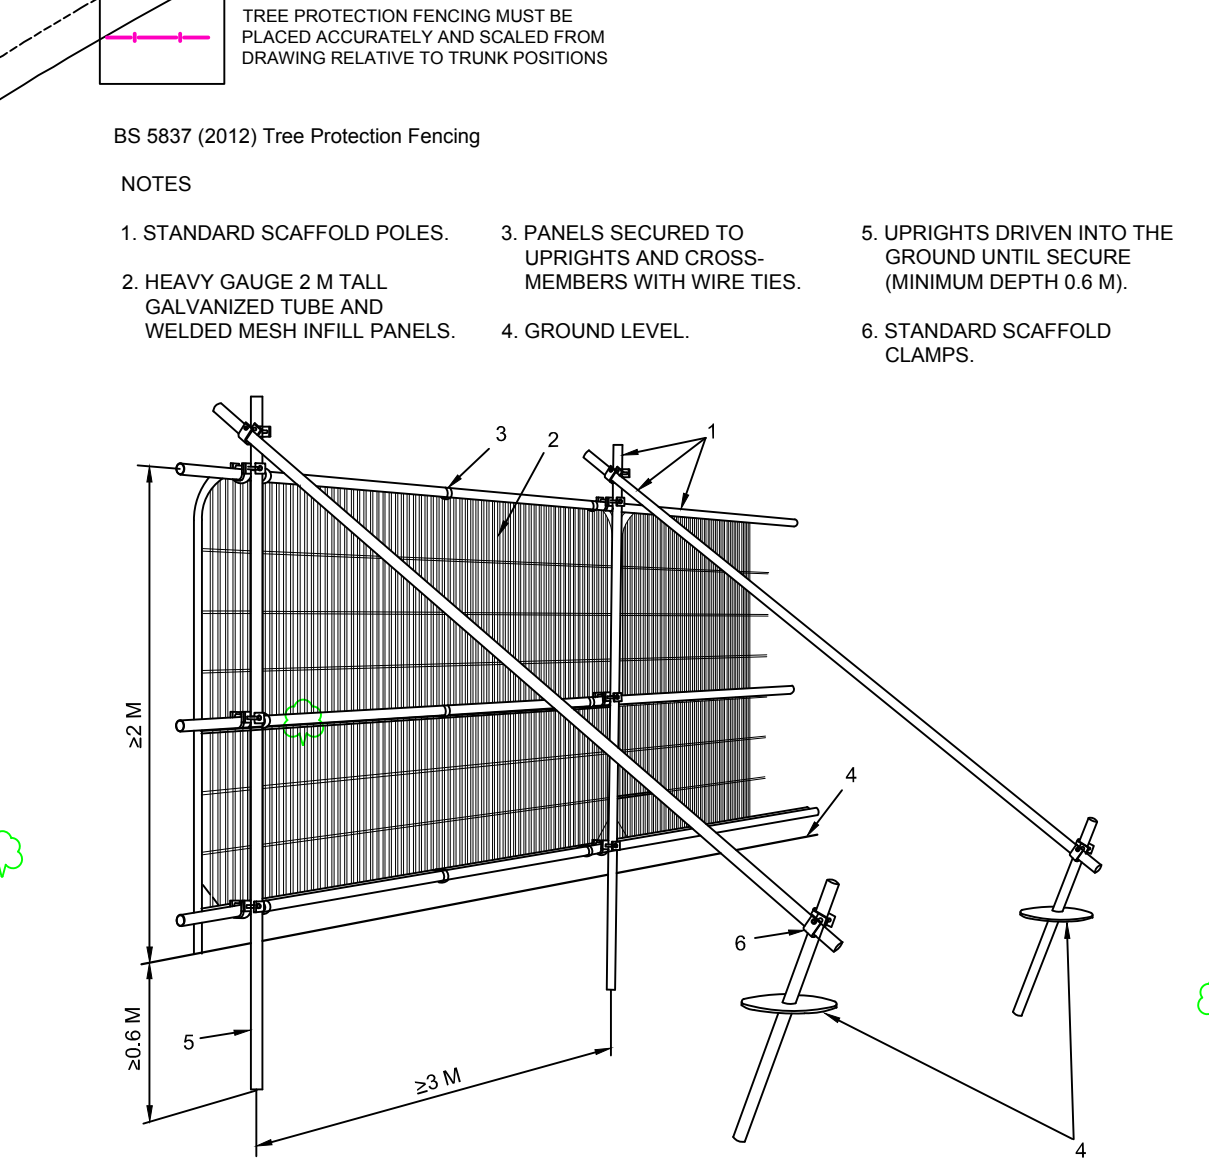 TREE PROTECTION FENCING MUST BE
PLACED ACCURATELY AND SCALED FROM
DRAWING RELATIVE TO TRUNK POSITIONS
BS 5837 (2012) Tree Protection Fencing
NOTES
1. STANDARD SCAFFOLD POLES.
2. HEAVY GAUGE 2 M TALL
GALVANIZED TUBE AND
WELDED MESH INFILL PANELS.
3. PANELS SECURED TO
UPRIGHTS AND CROSS-
MEMBERS WITH WIRE TIES.
4. GROUND LEVEL.
5. UPRIGHTS DRIVEN INTO THE
GROUND UNTIL SECURE
(MINIMUM DEPTH 0.6 M).
6. STANDARD SCAFFOLD
CLAMPS.
3
2
1
≥2 M
4
6
5
≥0.6 M
≥3 M
4